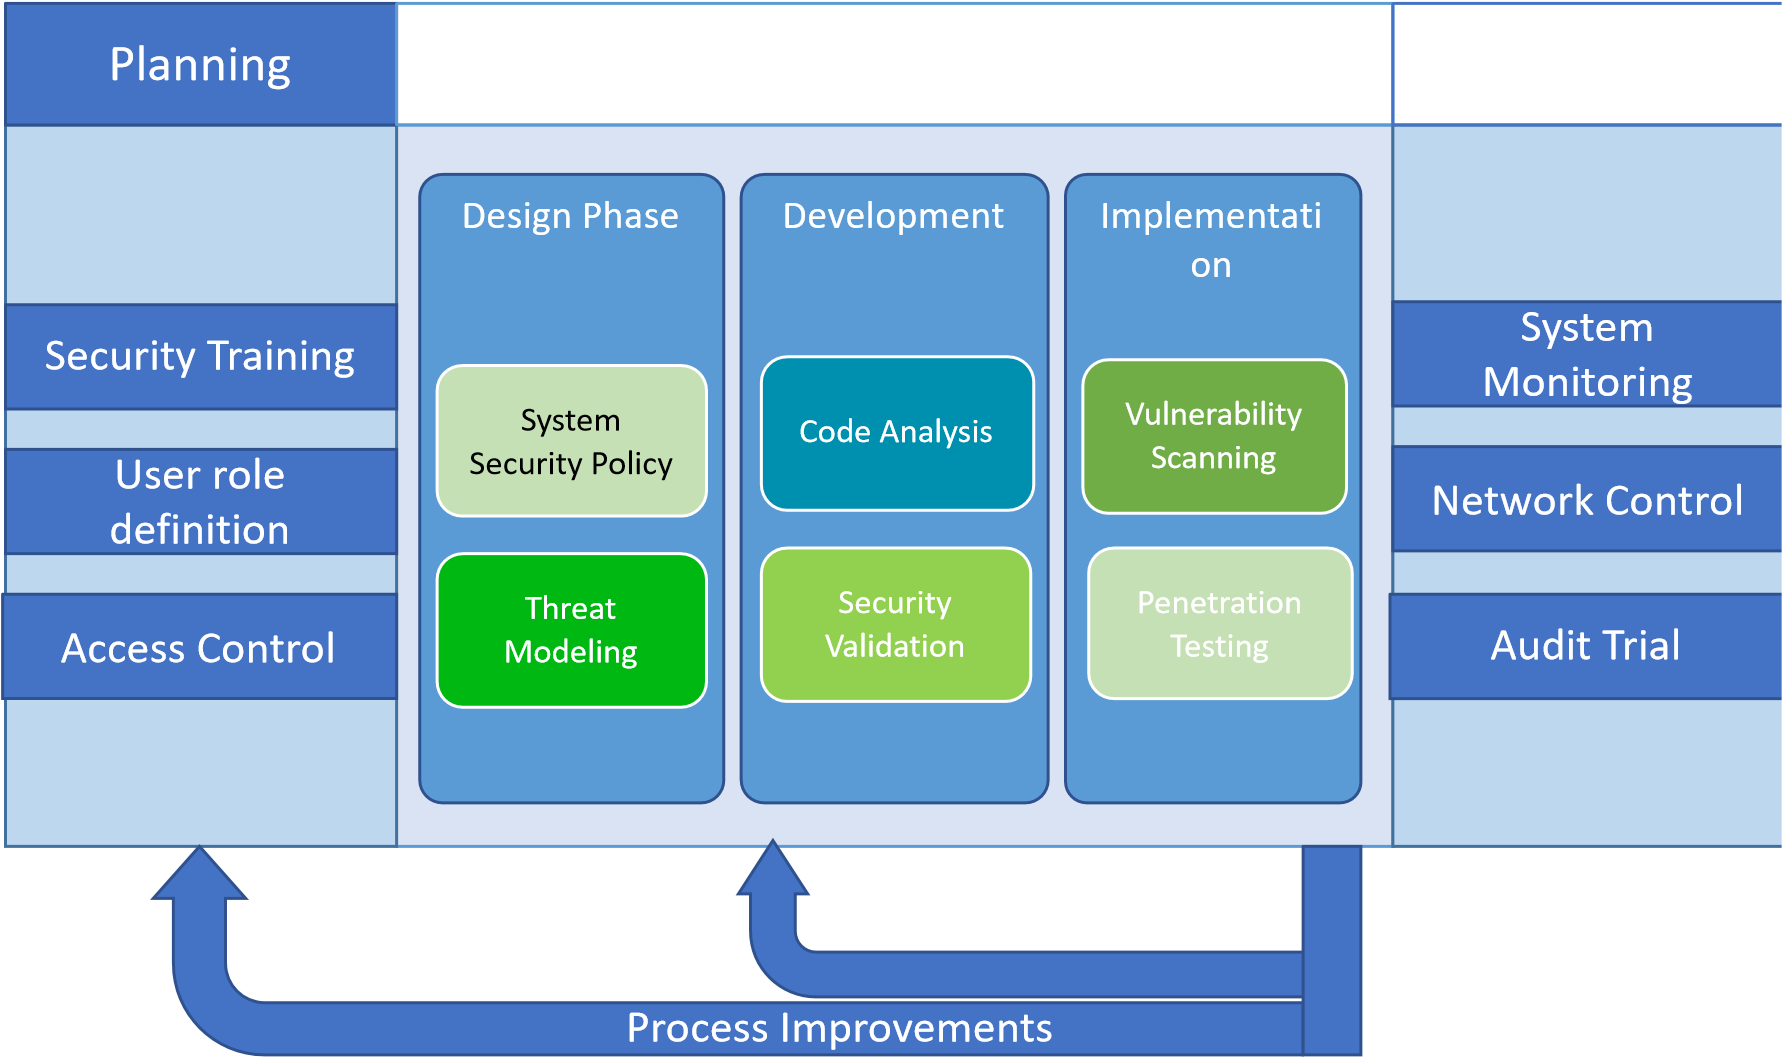 Planning
Security Training
User role
definition
Access Control
Design Phase
System
Security Policy
Threat
Modeling
Development
Code Analysis
Security
Validation
Implementati
on
Vulnerability
Scanning
Penetration
Testing
System
Monitoring
Network Control
Audit Trial
Process Improvements